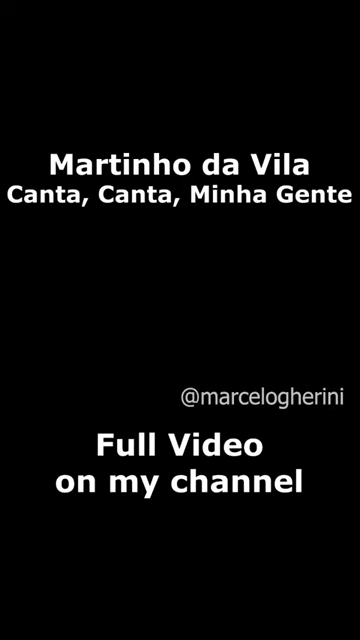 Martinho da Vila
Canta, Canta, Minha Gente
@marcelogherini
Full Video
on my channel